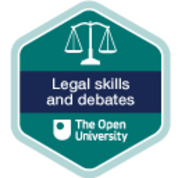 Legal skills
and debates
The Open
University